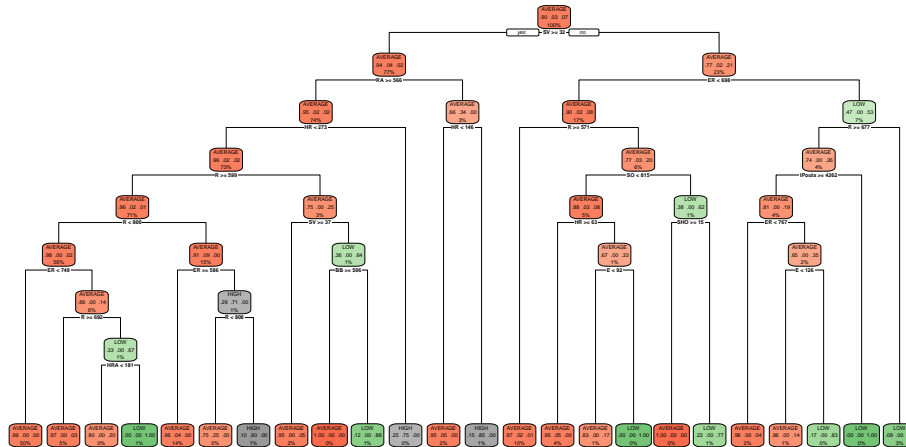 AVERAGE
.90 .03 .07
100%
yes SV >= 32 no
AVERAGE
.94 .04 .02
77%
RA >= 566
AVERAGE
.77 .02 .21
23%
ER < 698
AVERAGE
.95 .02 .02
74%
HR < 273
AVERAGE
.66 .34 .00
3%
HR < 146
AVERAGE
.90 .02 .08
17%
R >= 571
LOW
.47 .00 .53
7%
R >= 677
AVERAGE
.96 .02 .02
73%
R >= 599
AVERAGE
.77 .03 .20
6%
SO < 815
AVERAGE
.74 .00 .26
4%
IPouts >= 4262
AVERAGE
.96 .02 .01
71%
R < 800
AVERAGE
.75 .00 .25
3%
SV >= 37
AVERAGE
.88 .03 .08
5%
HR >= 63
LOW
.38 .00 .62
1%
SHO >= 15
AVERAGE
.81 .00 .19
4%
ER < 767
AVERAGE
.98 .00 .02
56%
ER < 749
AVERAGE
.91 .09 .00
15%
ER >= 586
LOW
.36 .00 .64
1%
BB >= 506
AVERAGE
.67 .00 .33
1%
E < 92
AVERAGE
.65 .00 .35
2%
E < 126
AVERAGE
.86 .00 .14
6%
R >= 692
HIGH
.29 .71 .00
1%
R < 808
LOW
.33 .00 .67
1%
HRA < 181
AVERAGE AVERAGE AVERAGE LOW AVERAGE AVERAGE HIGH AVERAGE AVERAGE LOW HIGH AVERAGE HIGH AVERAGE AVERAGE AVERAGE LOW AVERAGE LOW AVERAGE AVERAGE LOW LOW LOW
.99 .00 .00 .97 .00 .03 .80 .00 .20 .00 .00 1.00 .96 .04 .00 .75 .25 .00 .10 .90 .00 .95 .00 .05 1.00 .00 .00 .12 .00 .88 .25 .75 .00 .95 .05 .00 .15 .85 .00 .97 .02 .01 .95 .05 .00 .83 .00 .17 .00 .00 1.00 1.00 .00 .00 .23 .00 .77 .96 .00 .04 .86 .00 .14 .17 .00 .83 .00 .00 1.00 .09 .00
50% 5% 0% 1% 14% 0% 1% 2% 0% 1% 0% 2% 1% 10% 4% 1% 0% 0% 1% 2% 1% 1% 0% 3%